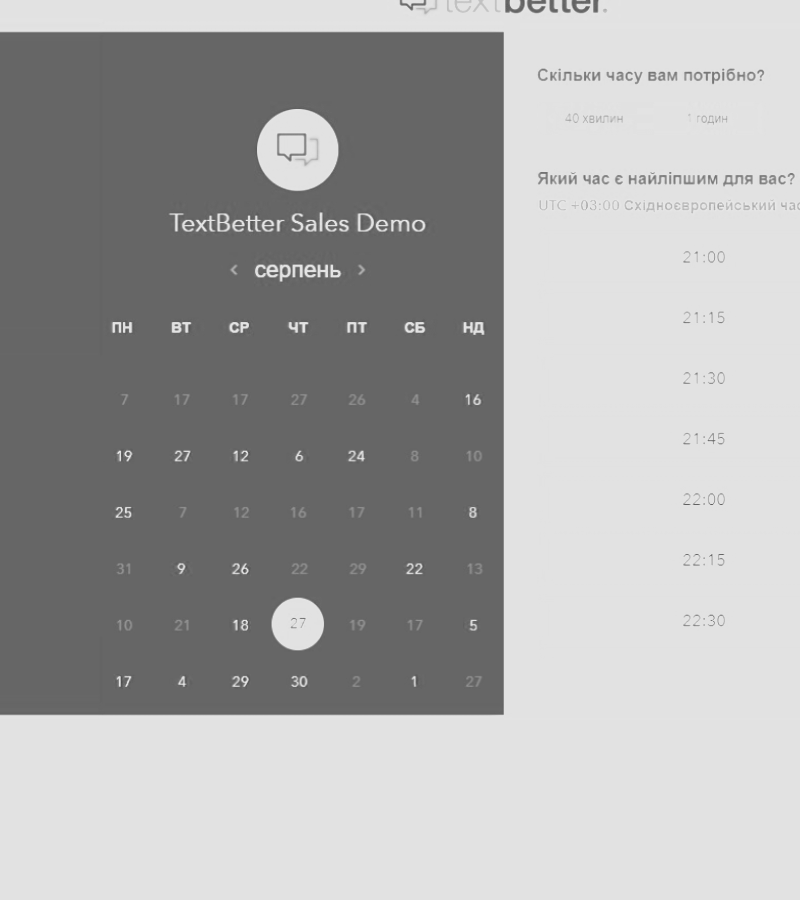 textbetter.
TextBetter Sales Demo
серпень
ПН ВТ СР ЧТ ПТ СБ НД
7 17 17 27 26 4 16
19 27 12 6 24 8 10
25 7 12 16 17 11 8
31 9 26 22 29 22 13
10 21 18 27 19 17 5
17 4 29 30 2 1 27
Скільки часу вам потрібно?
40 хвилин 1 годин
Який час є найліпшим для вас?
UTC +03:00 Східноєвропейський час
21:00
21:15
21:30
21:45
22:00
22:15
22:30